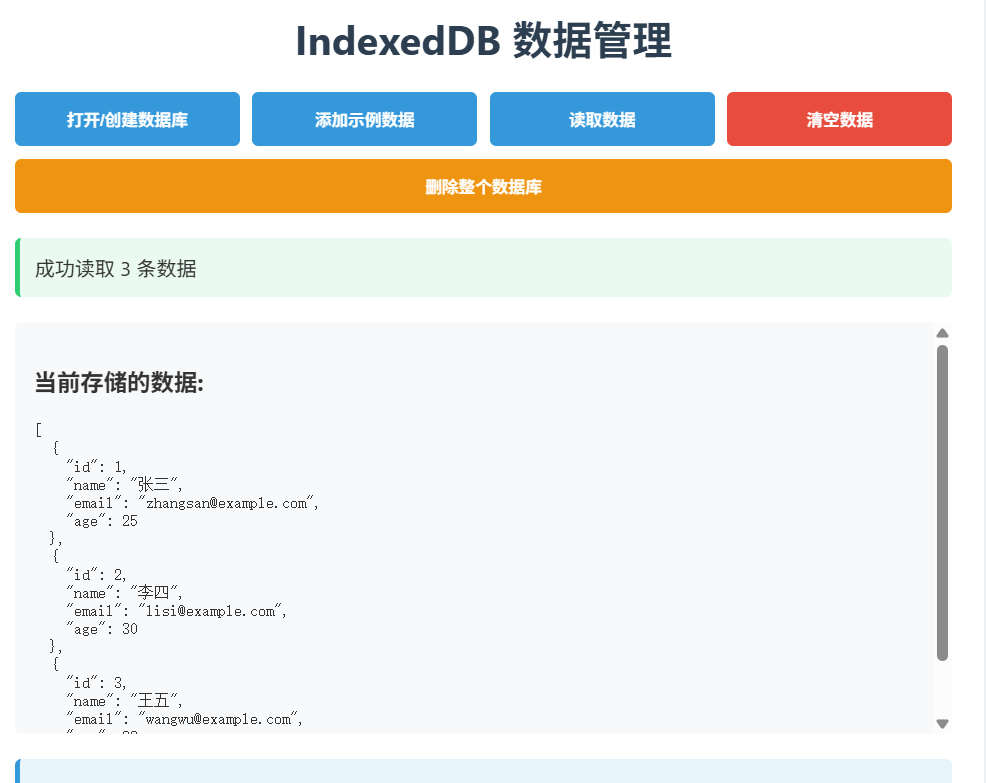 IndexedDB 数据管理
打开/创建数据库
添加示例数据
读取数据
清空数据
删除整个数据库
成功读取 3 条数据
当前存储的数据:
[
{
"id": 1,
"name": "张三",
"email": "zhangsan@example.com",
"age": 25
},
{
"id": 2,
"name": "李四",
"email": "lisi@example.com",
"age": 30
},
{
"id": 3,
"name": "王五",
"email": "wangwu@example.com",